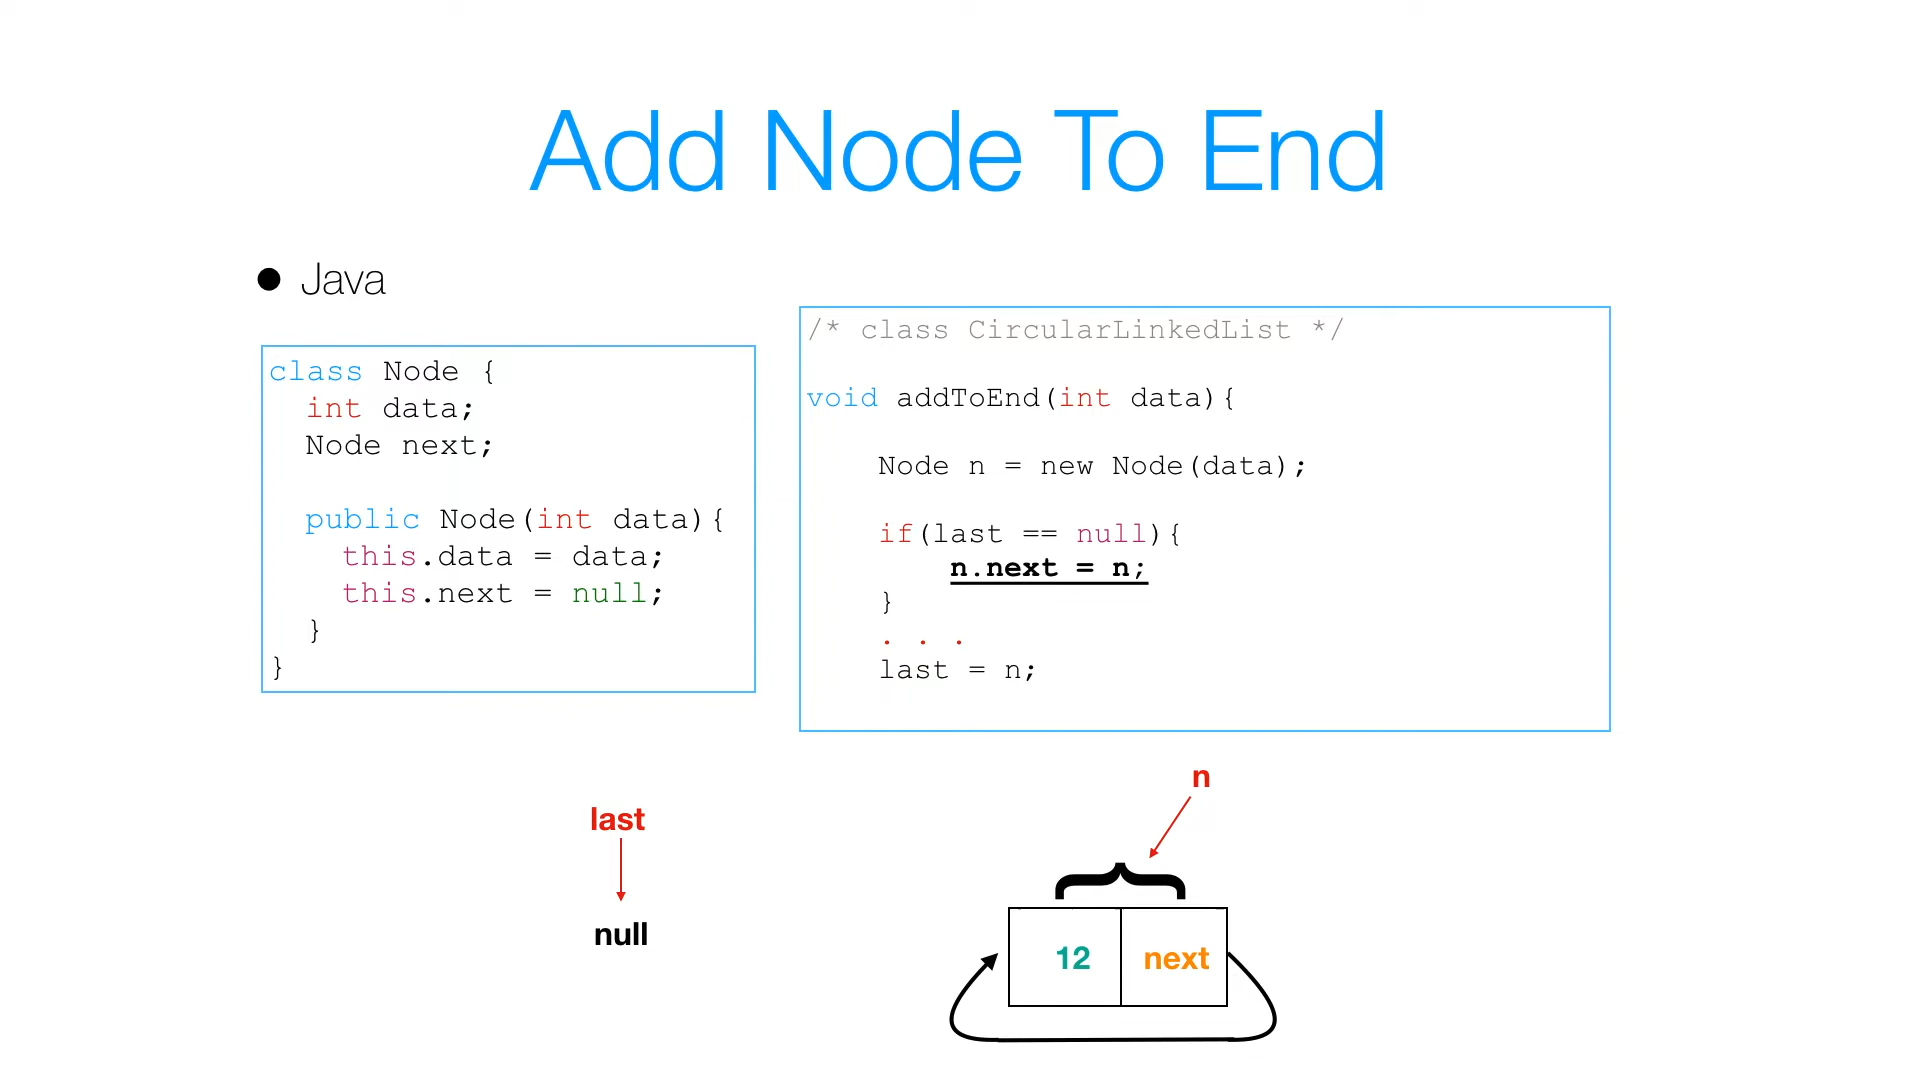 Add Node To End
● Java
class Node {
int data;
Node next;
public Node(int data){
this.data = data;
this.next = null;
}
}
/* class CircularLinkedList */
void addToEnd(int data){
Node n = new Node(data);
if(last == null){
n.next = n;
}
. . .
last = n;
last
null
n
12 next